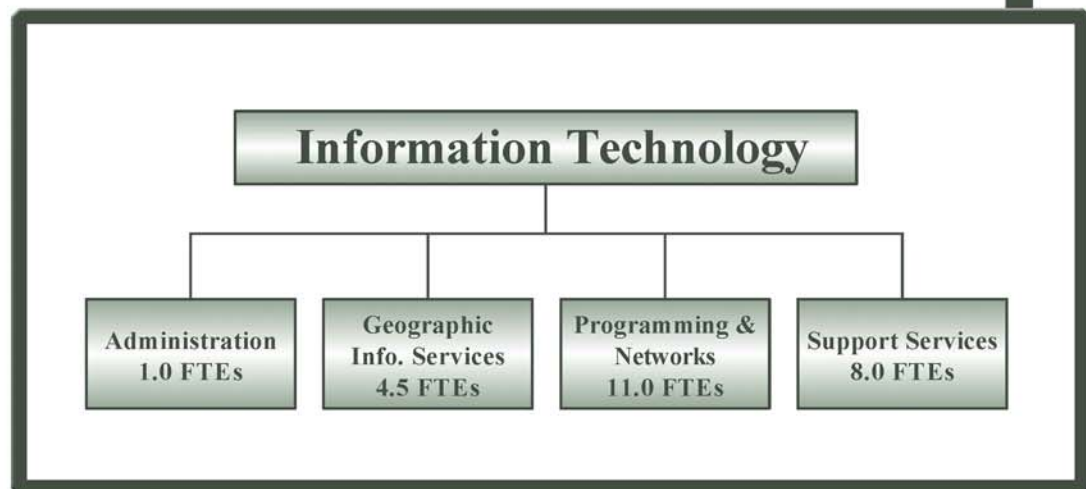 Information Technology
Administration
1.0 FTEs
Geographic
Info. Services
4.5 FTEs
Programming &
Networks
11.0 FTEs
Support Services
8.0 FTEs